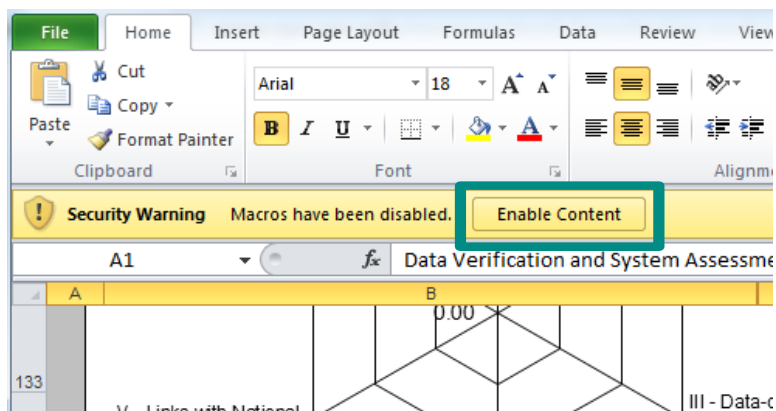 File Home Insert Page Layout Formulas Data Review View
Cut
Copy
Paste
Format Painter
Arial 18 A A
B I U A
Clipboard Font Alignm
Security Warning Macros have been disabled. Enable Content
A1 fx Data Verification and System Assessme
A B
0.00
133
III - Data-q
V - Links with National